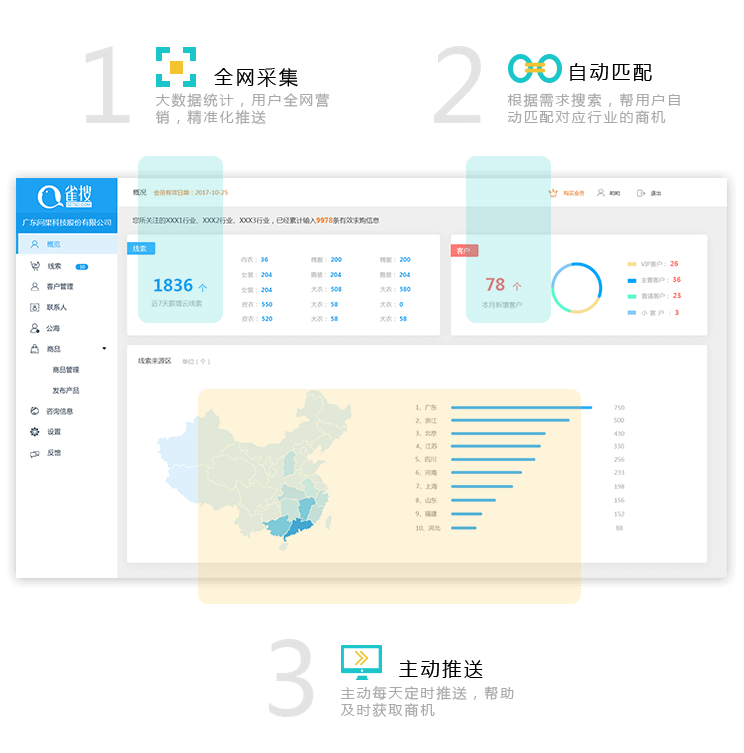 1
全网采集
大数据统计，用户全网营
销，精准化推送
2
自动匹配
根据需求搜索，帮用户自
动匹配对应行业的商机
雀搜
广东问果科技股份有限公司
概况
会员有效日期：2017-10-25
购买会员
退出
您所关注的XXX1行业、XXX2行业、XXX3行业，已经累计输入9978条有效求购信息
概览
线索 10
客户管理
联系人
公海
商品
商品管理
发布产品
咨询信息
设置
反馈
线索
1836 个
近7天新增云线索
内衣： 36
棉服： 200
棉服： 200
女装： 204
男装： 204
男装： 204
女装： 204
大衣： 508
大衣： 580
资衣： 550
大衣： 58
大衣： 0
资衣： 520
大衣： 58
大衣： 58
客户
78 个
本月新增客户
VIP客户： 26
主要客户： 36
普通客户： 23
小 客 户 ： 3
线索来源区 单位（个）
1、广东 750
2、浙江 500
3、北京 430
4、江苏 330
5、四川 256
6、河南 233
7、上海 198
8、山东 156
9、福建 152
10、河北 88
3
主动推送
主动每天定时推送，帮助
及时获取商机